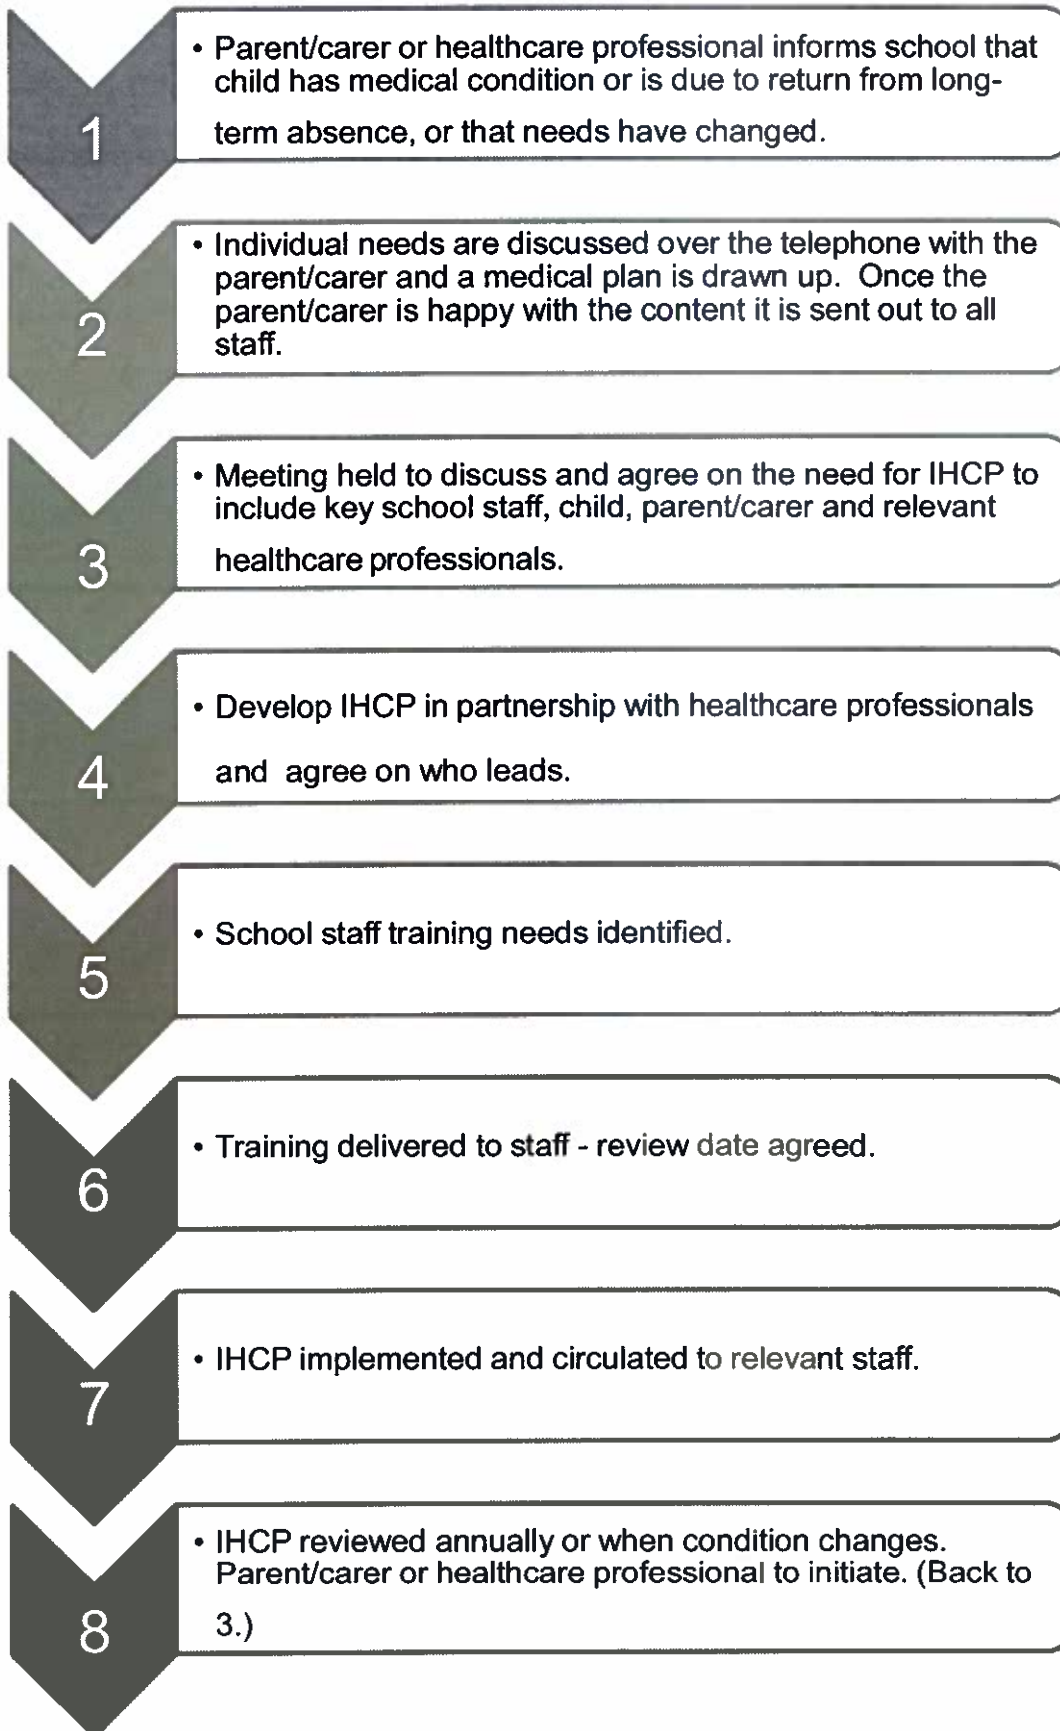 1
• Parent/carer or healthcare professional informs school that
child has medical condition or is due to return from long-
term absence, or that needs have changed.
2
• Individual needs are discussed over the telephone with the
parent/carer and a medical plan is drawn up. Once the
parent/carer is happy with the content it is sent out to all
staff.
3
• Meeting held to discuss and agree on the need for IHCP to
include key school staff, child, parent/carer and relevant
healthcare professionals.
4
• Develop IHCP in partnership with healthcare professionals
and agree on who leads.
5
• School staff training needs identified.
6
• Training delivered to staff - review date agreed.
7
• IHCP implemented and circulated to relevant staff.
8
• IHCP reviewed annually or when condition changes.
Parent/carer or healthcare professional to initiate. (Back to
3.)